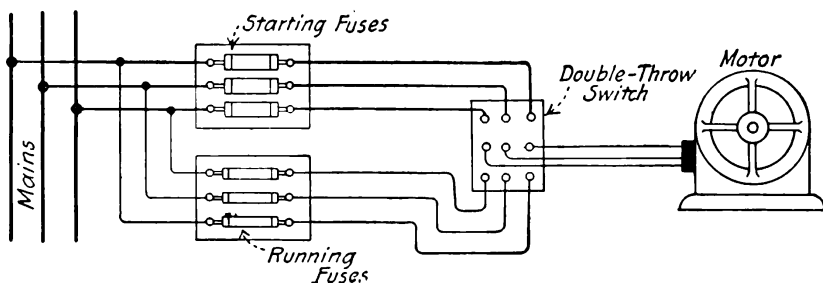 Starting Fuses
Motor
Double-Throw
Switch
Mains
Running
Fuses